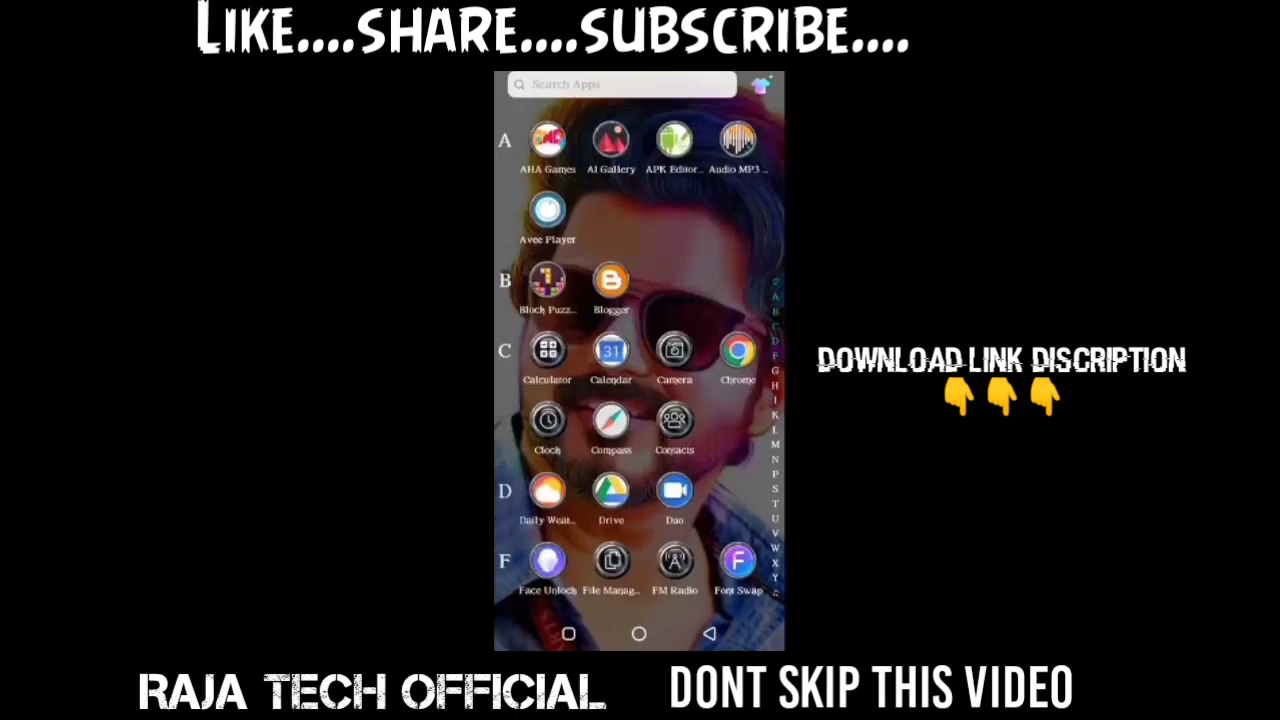 LIKE....SHARE....SUBSCRIBE....
Search Apps
A
AHA Games AI Gallery APK Editor... Audio MP3 ...
Avee Player
B
Block Puzz... Blogger
C
Calculator Calendar Camera Chrome
31
Clock Compass Contacts
D
Daily Weat... Drive Duo
F
Face Unlock File Manag... FM Radio Font Swap
F
A
B
C
D
F
G
H
I
K
L
M
N
P
S
T
U
V
W
X
Y
DOWNLOAD LINK DISCRIPTION
👇👇👇
RAJA TECH OFFICIAL
DONT SKIP THIS VIDEO